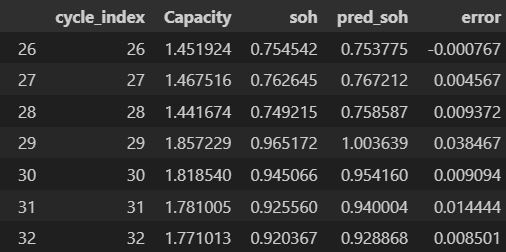 cycle_index Capacity soh pred_soh error
26 26 1.451924 0.754542 0.753775 -0.000767
27 27 1.467516 0.762645 0.767212 0.004567
28 28 1.441674 0.749215 0.758587 0.009372
29 29 1.857229 0.965172 1.003639 0.038467
30 30 1.818540 0.945066 0.954160 0.009094
31 31 1.781005 0.925560 0.940004 0.014444
32 32 1.771013 0.920367 0.928868 0.008501